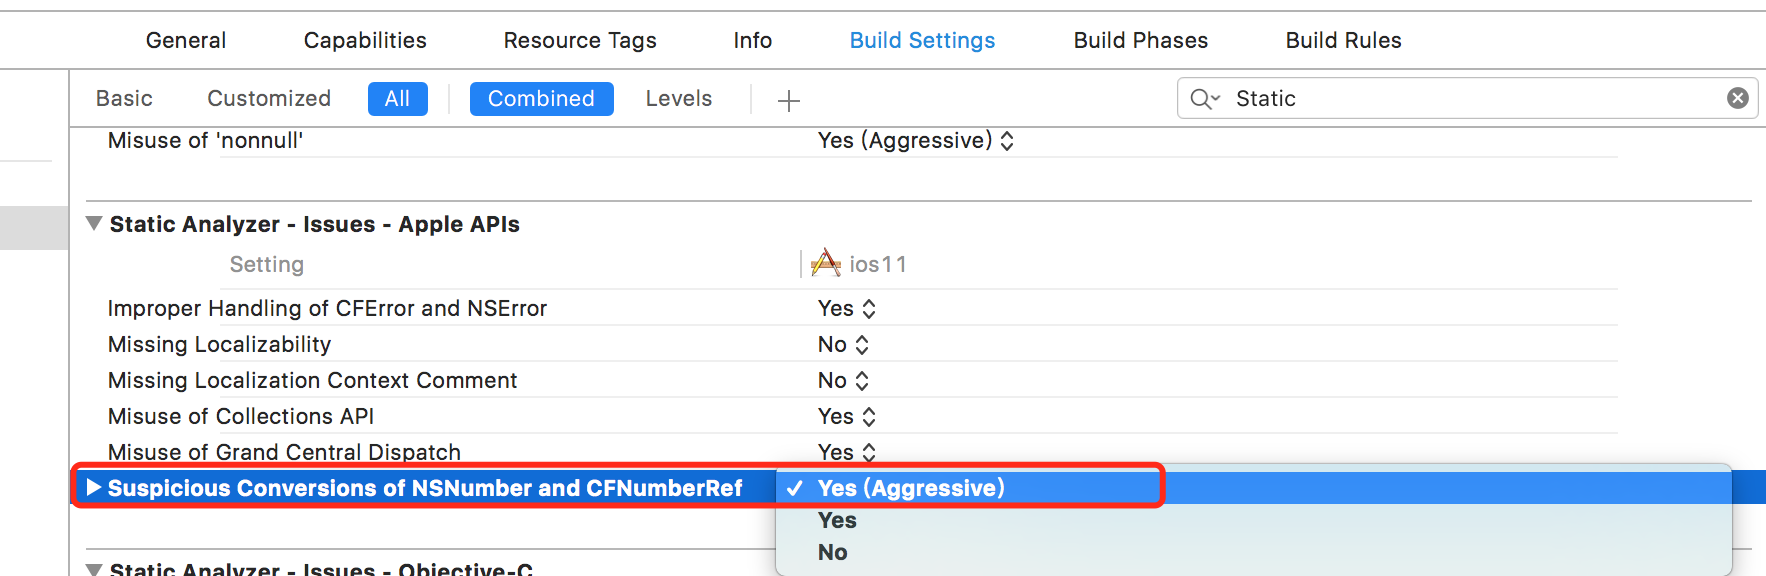 General Capabilities Resource Tags Info Build Settings Build Phases Build Rules
Basic Customized All Combined Levels Static
Misuse of 'nonnull' Yes (Aggressive)
Static Analyzer - Issues - Apple APIs
Setting ios11
Improper Handling of CFError and NSError Yes
Missing Localizability No
Missing Localization Context Comment No
Misuse of Collections API Yes
Misuse of Grand Central Dispatch Yes
Suspicious Conversions of NSNumber and CFNumberRef Yes (Aggressive)
Yes
No
Static Analyzer - Issues - Objective-C